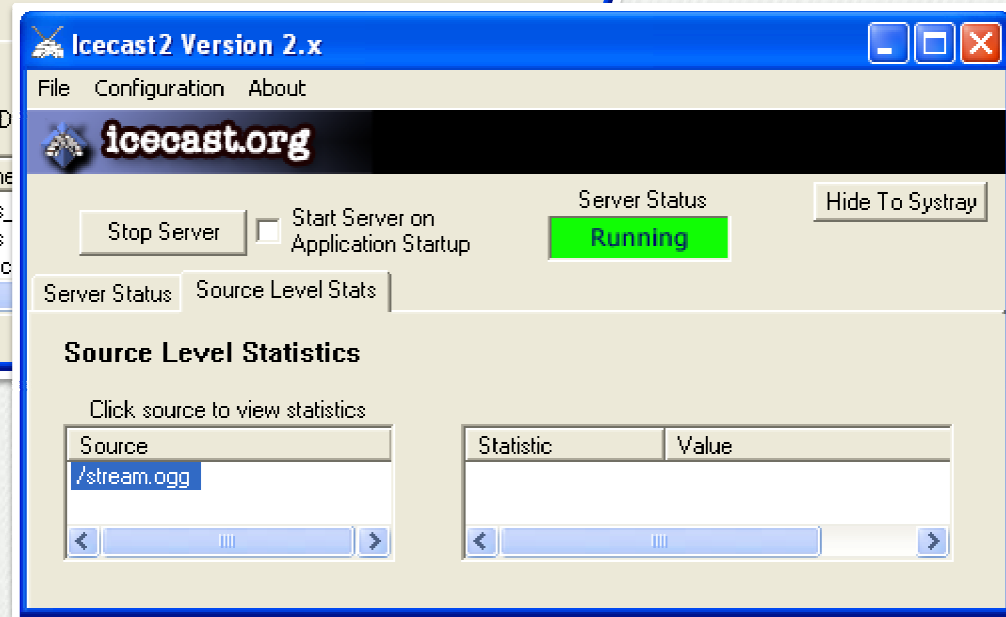 Icecast2 Version 2.x
File Configuration About
icecast.org
Stop Server
Start Server on
Application Startup
Server Status
Running
Hide To Systray
Server Status
Source Level Stats
Source Level Statistics
Click source to view statistics
Source
/stream.ogg
Statistic
Value